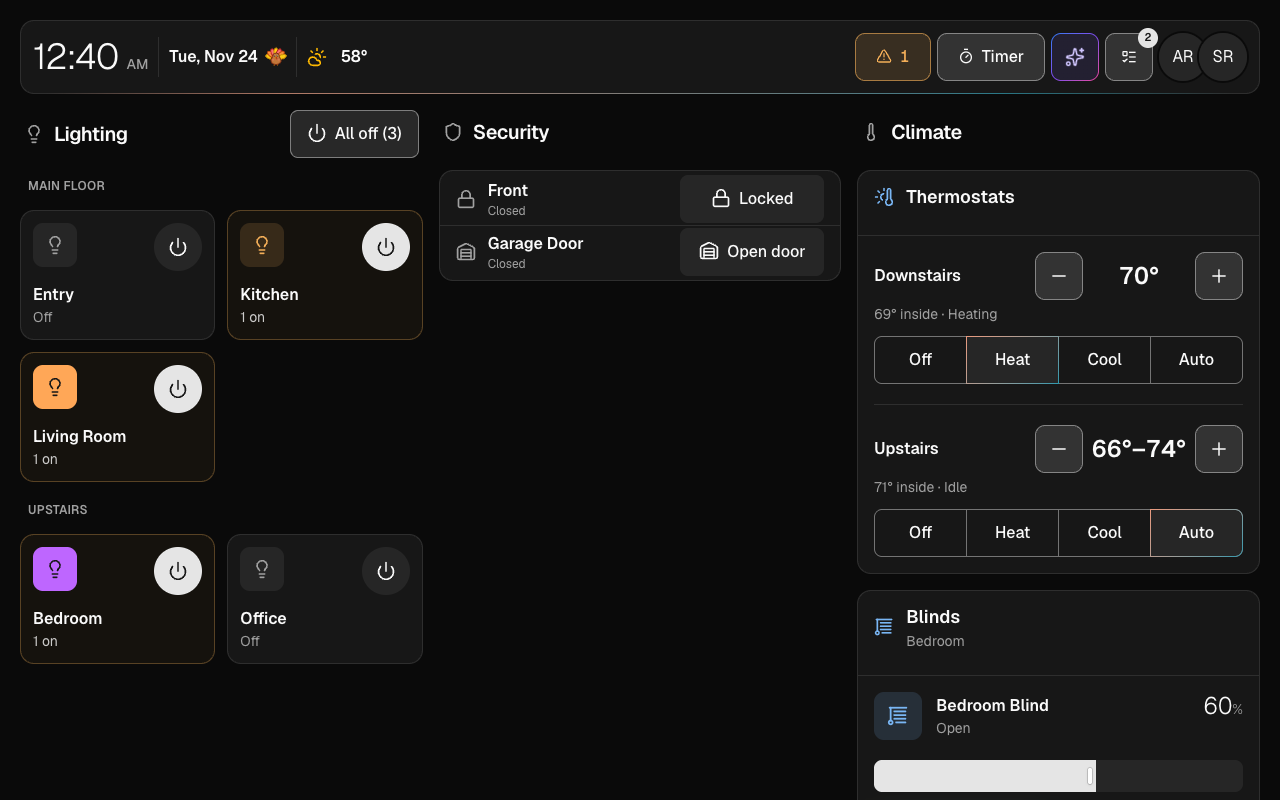 12:40 AM
Tue, Nov 24
58°
1
Timer
2
AR
SR
Lighting
All off (3)
MAIN FLOOR
Entry
Off
Kitchen
1 on
Living Room
1 on
UPSTAIRS
Bedroom
1 on
Office
Off
Security
Front
Closed
Locked
Garage Door
Closed
Open door
Climate
Thermostats
Downstairs
70°
69° inside · Heating
Off
Heat
Cool
Auto
Upstairs
66°–74°
71° inside · Idle
Off
Heat
Cool
Auto
Blinds
Bedroom
Bedroom Blind
Open
60%